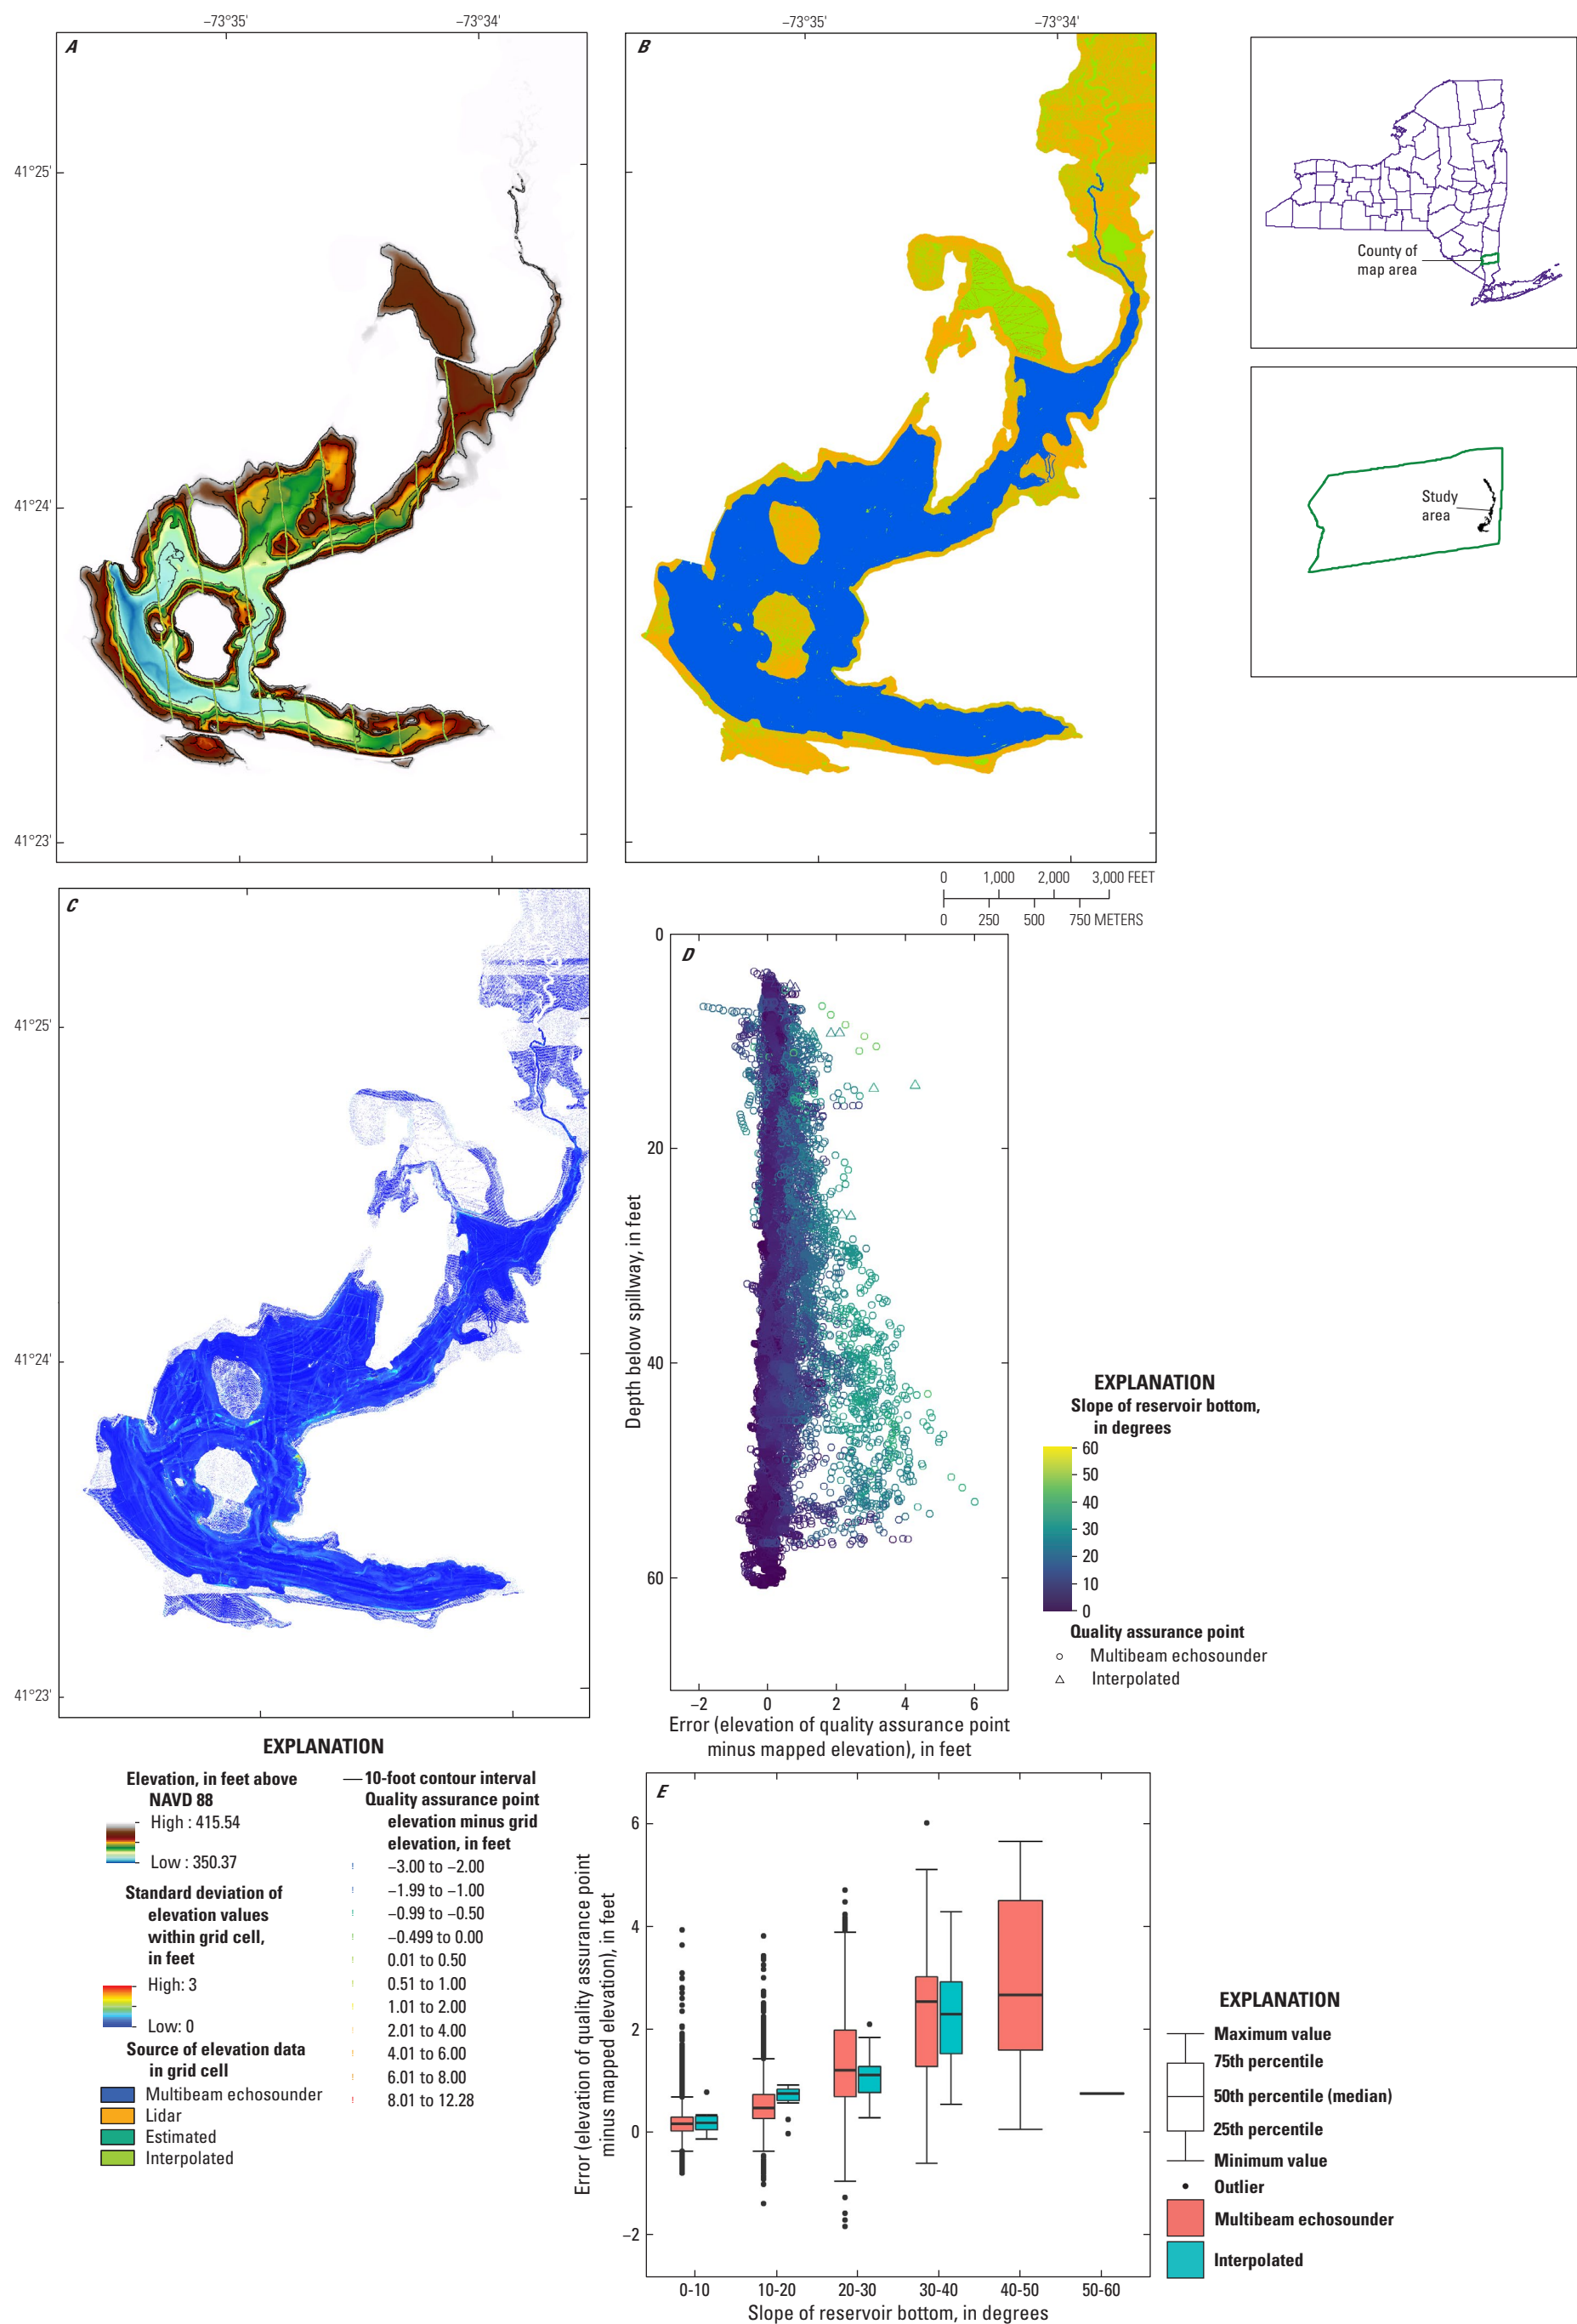 −73°35'
−73°34'
−73°35'
−73°34'
A
B
41°25'
41°24'
41°23'
County of
map area
Study
area
0 1,000 2,000 3,000 FEET
0 250 500 750 METERS
C
41°25'
41°24'
41°23'
D
0
20
40
60
Depth below spillway, in feet
−2 0 2 4 6
Error (elevation of quality assurance point
minus mapped elevation), in feet
EXPLANATION
Slope of reservoir bottom,
in degrees
60
50
40
30
20
10
0
Quality assurance point
Multibeam echosounder
Interpolated
EXPLANATION
Elevation, in feet above
NAVD 88
High : 415.54
Low : 350.37
Standard deviation of
elevation values
within grid cell,
in feet
High: 3
Low: 0
Source of elevation data
in grid cell
Multibeam echosounder
Lidar
Estimated
Interpolated
10-foot contour interval
Quality assurance point
elevation minus grid
elevation, in feet
−3.00 to −2.00
−1.99 to −1.00
−0.99 to −0.50
−0.499 to 0.00
0.01 to 0.50
0.51 to 1.00
1.01 to 2.00
2.01 to 4.00
4.01 to 6.00
6.01 to 8.00
8.01 to 12.28
E
6
4
2
0
−2
Error (elevation of quality assurance point
minus mapped elevation), in feet
0-10 10-20 20-30 30-40 40-50 50-60
Slope of reservoir bottom, in degrees
EXPLANATION
Maximum value
75th percentile
50th percentile (median)
25th percentile
Minimum value
Outlier
Multibeam echosounder
Interpolated